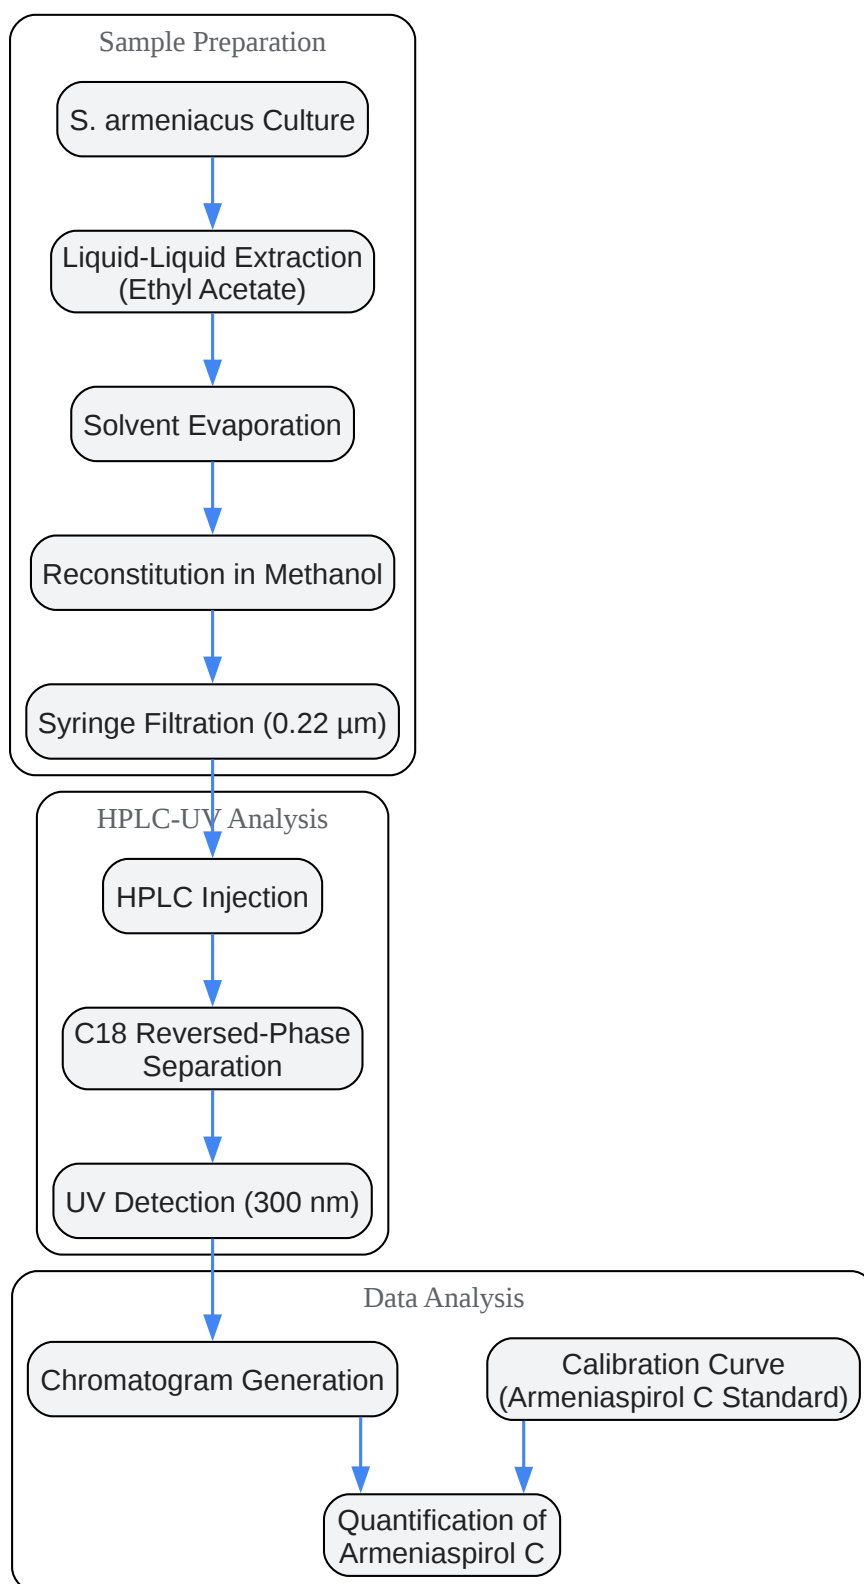 Sample Preparation
S. armeniacus Culture
Liquid-Liquid Extraction
(Ethyl Acetate)
Solvent Evaporation
Reconstitution in Methanol
Syringe Filtration (0.22 µm)
HPLC-UV Analysis
HPLC Injection
C18 Reversed-Phase
Separation
UV Detection (300 nm)
Data Analysis
Chromatogram Generation
Calibration Curve
(Armeniaspirol C Standard)
Quantification of
Armeniaspirol C